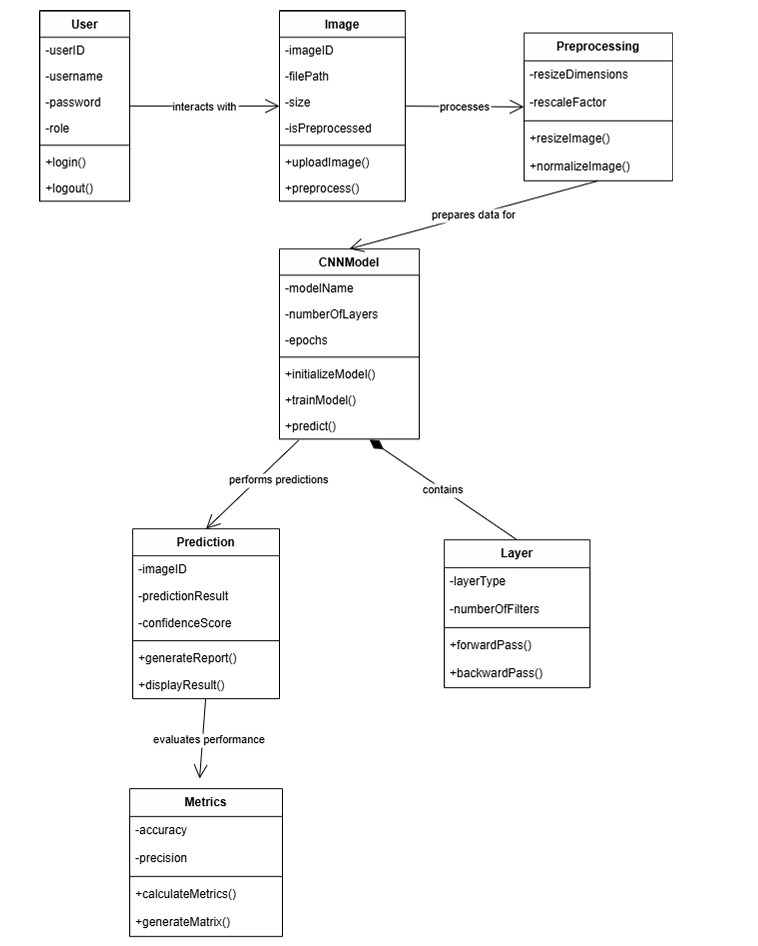 User
-userID
-username
-password
-role
+login()
+logout()
interacts with
Image
-imageID
-filePath
-size
-isPreprocessed
+uploadImage()
+preprocess()
processes
Preprocessing
-resizeDimensions
-rescaleFactor
+resizeImage()
+normalizeImage()
prepares data for
CNNModel
-modelName
-numberOfLayers
-epochs
+initializeModel()
+trainModel()
+predict()
performs predictions
contains
Prediction
-imageID
-predictionResult
-confidenceScore
+generateReport()
+displayResult()
Layer
-layerType
-numberOfFilters
+forwardPass()
+backwardPass()
evaluates performance
Metrics
-accuracy
-precision
+calculateMetrics()
+generateMatrix()